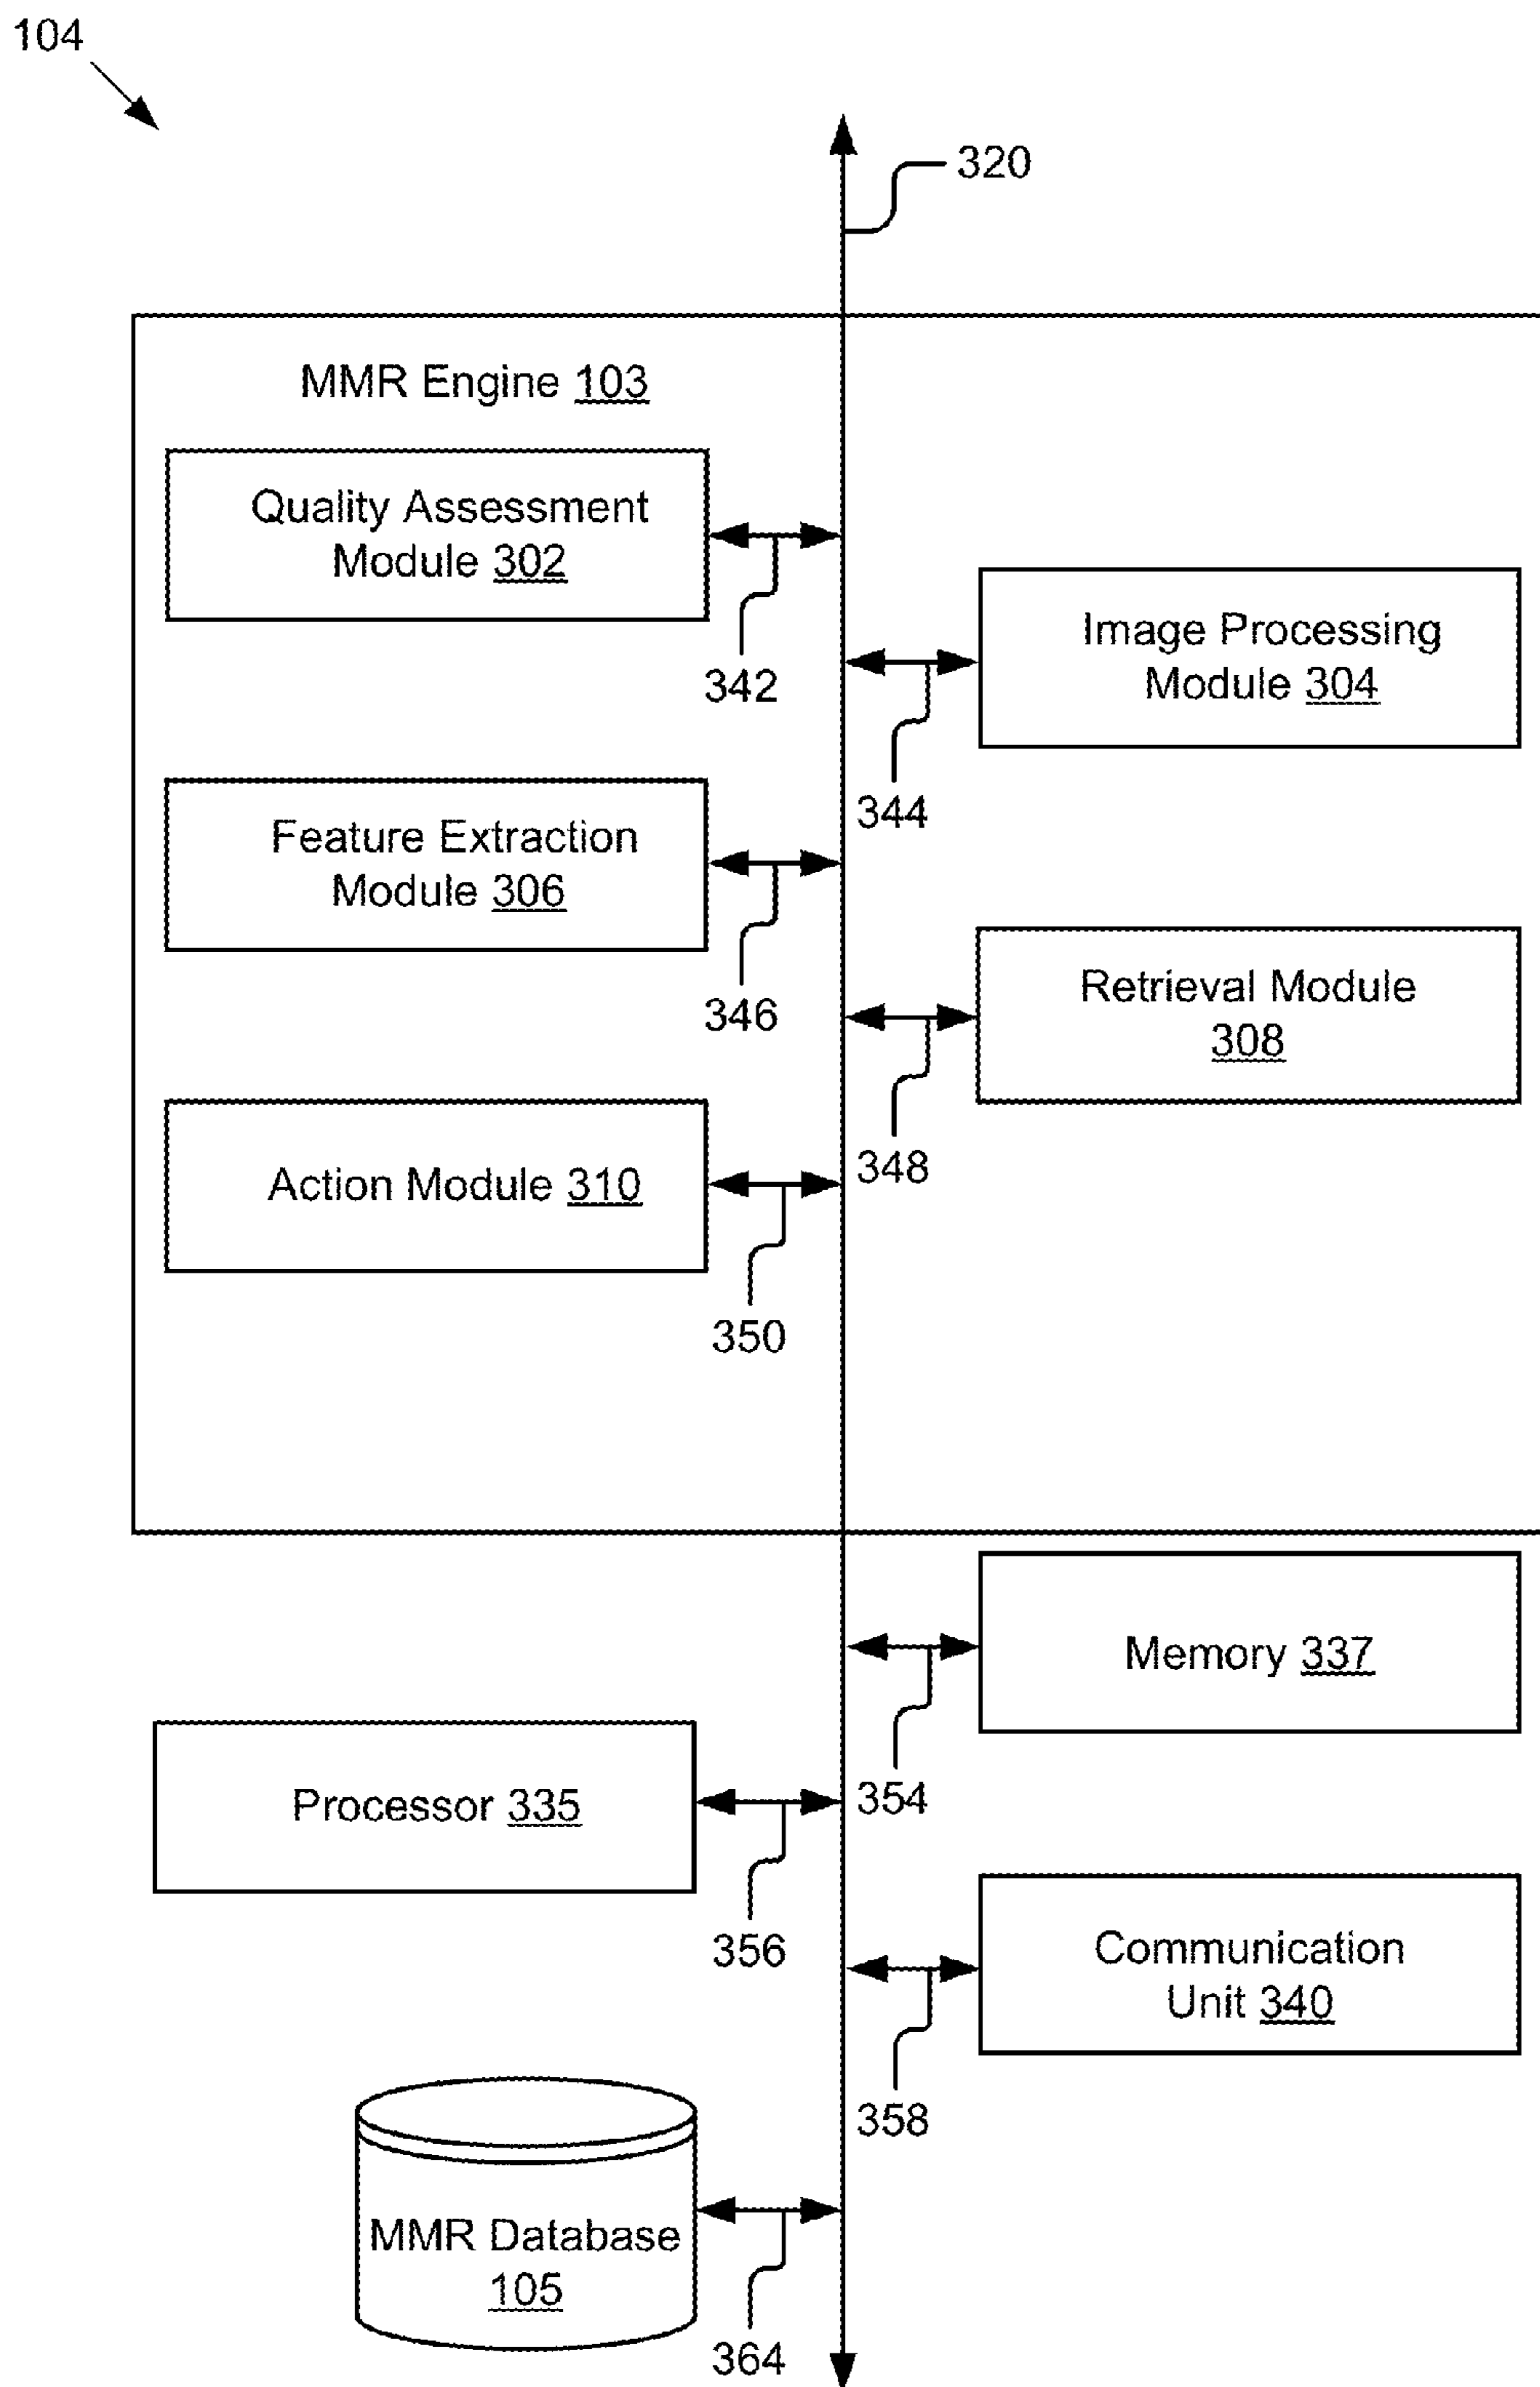 104
320
MMR Engine 103
Quality Assessment
Module 302
342
Image Processing
Module 304
344
Feature Extraction
Module 306
346
Retrieval Module
308
348
Action Module 310
350
Memory 337
354
Processor 335
356
Communication
Unit 340
358
MMR Database
105
364